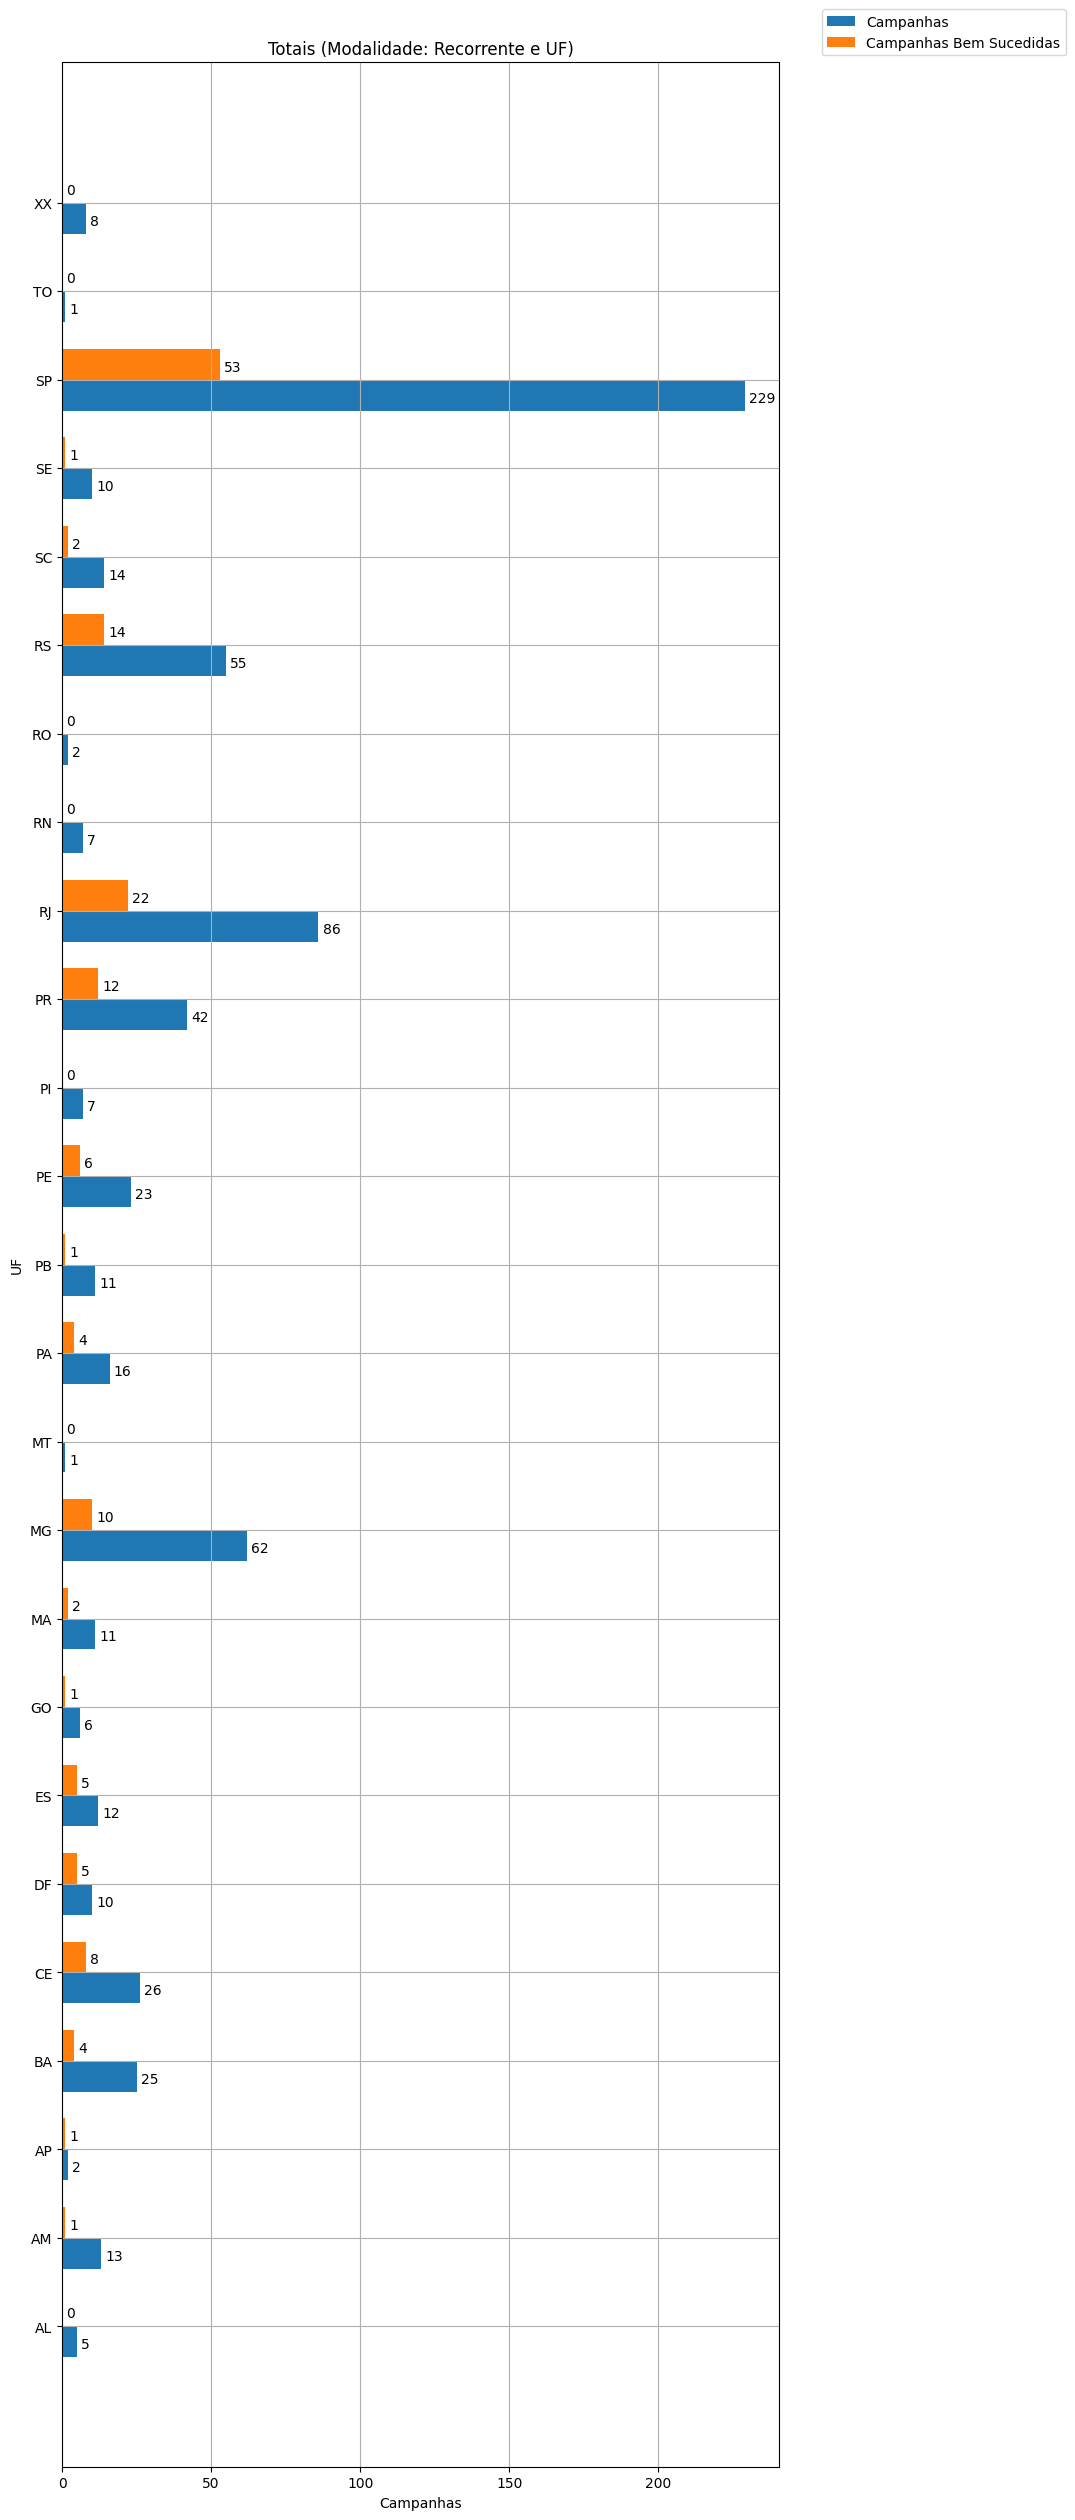 Campanhas
Campanhas Bem Sucedidas
Totais (Modalidade: Recorrente e UF)
0
XX
8
0
TO
1
53
SP
229
1
SE
10
2
SC
14
14
RS
55
0
RO
2
0
RN
7
22
RJ
86
12
PR
42
0
PI
7
6
PE
23
1
PB
11
4
PA
16
0
MT
1
10
MG
62
2
MA
11
1
GO
6
5
ES
12
5
DF
10
8
CE
26
4
BA
25
1
AP
2
1
AM
13
0
AL
5
UF
0 50 100 150 200
Campanhas